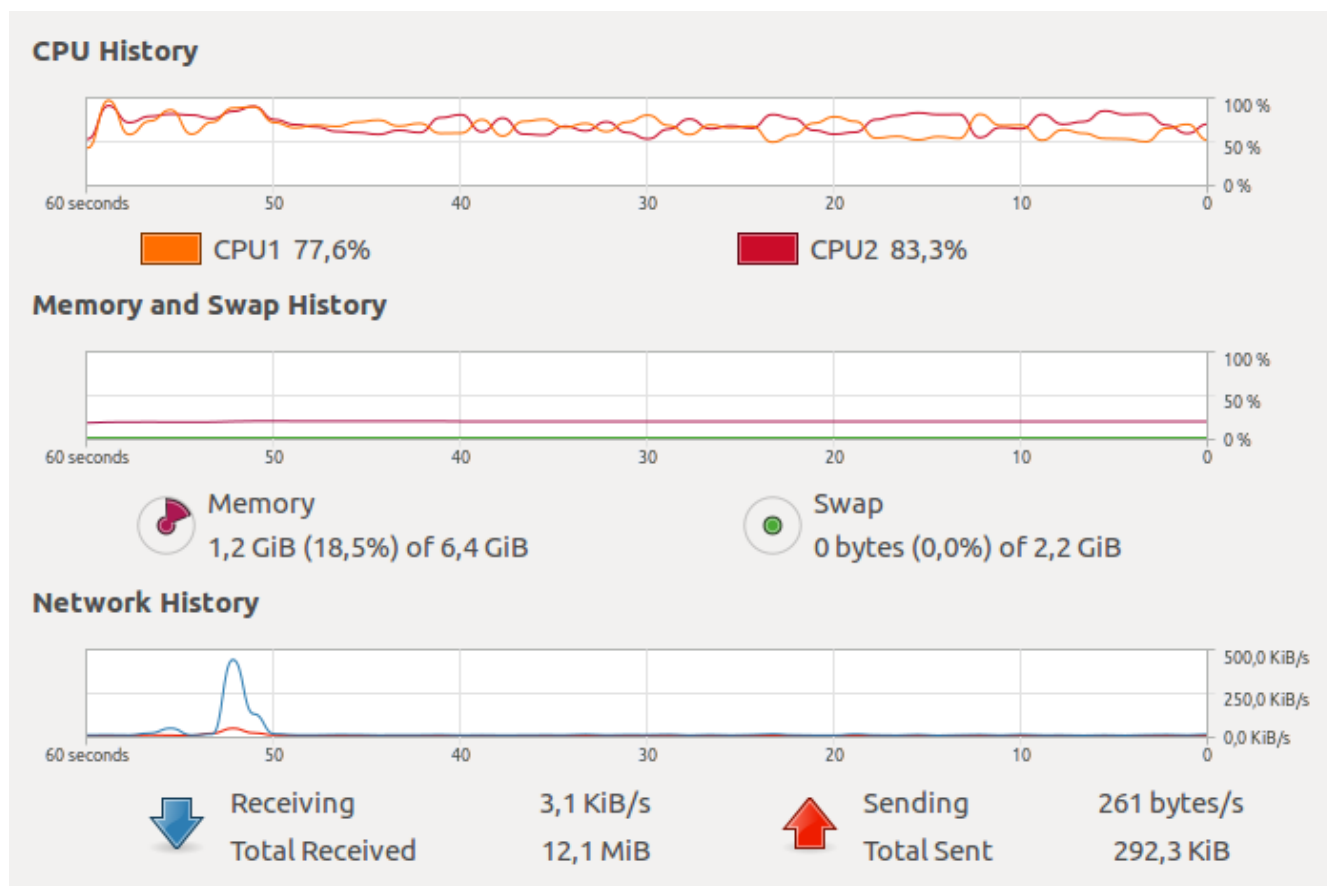 CPU History
100 %
50 %
0 %
60 seconds 50 40 30 20 10 0
CPU1 77,6% CPU2 83,3%
Memory and Swap History
100 %
50 %
0 %
60 seconds 50 40 30 20 10 0
Memory Swap
1,2 GiB (18,5%) of 6,4 GiB 0 bytes (0,0%) of 2,2 GiB
Network History
500,0 KiB/s
250,0 KiB/s
0,0 KiB/s
60 seconds 50 40 30 20 10 0
Receiving 3,1 KiB/s Sending 261 bytes/s
Total Received 12,1 MiB Total Sent 292,3 KiB